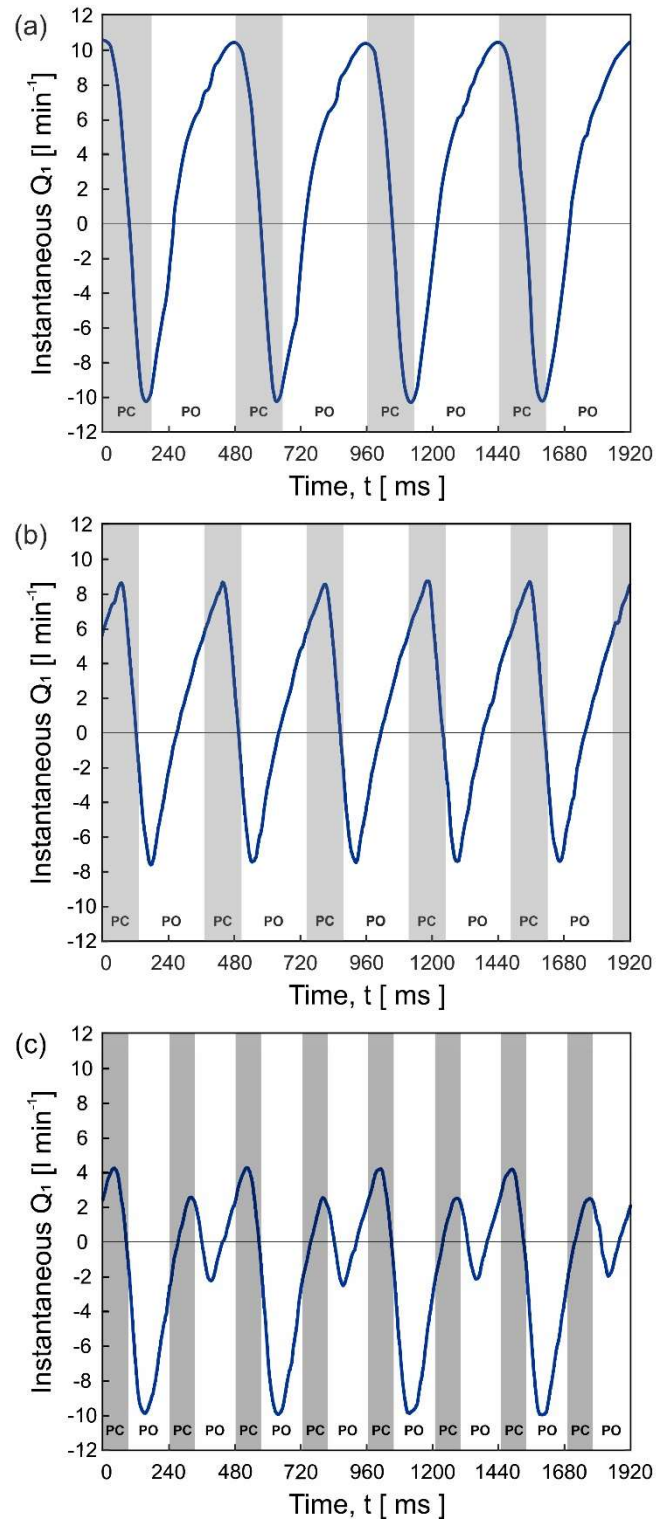 (a)
Instantaneous Q₁ [l min⁻¹]
12
10
8
6
4
2
0
-2
-4
-6
-8
-10
-12
PC PO PC PO PC PO PC PO
0 240 480 720 960 1200 1440 1680 1920
Time, t [ ms ]
(b)
Instantaneous Q₁ [l min⁻¹]
12
10
8
6
4
2
0
-2
-4
-6
-8
-10
-12
PC PO PC PO PC PO PC PO PC PO
0 240 480 720 960 1200 1440 1680 1920
Time, t [ ms ]
(c)
Instantaneous Q₁ [l min⁻¹]
12
10
8
6
4
2
0
-2
-4
-6
-8
-10
-12
PC PO PC PO PC PO PC PO PC PO PC PO PC PO PC PO
0 240 480 720 960 1200 1440 1680 1920
Time, t [ ms ]